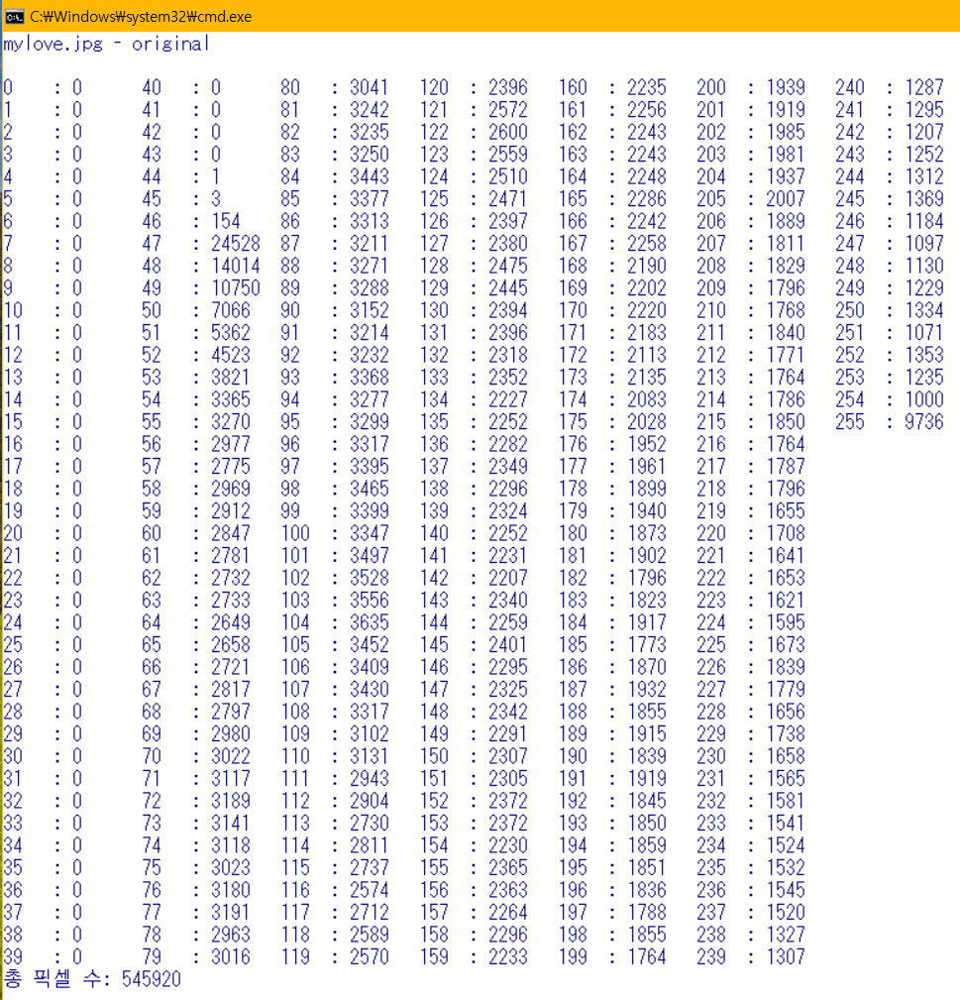 C:₩Windows₩system32₩cmd.exe
mylove.jpg - original
0 : 0 40 : 0 80 : 3041 120 : 2396 160 : 2235 200 : 1939 240 : 1287
1 : 0 41 : 0 81 : 3242 121 : 2572 161 : 2256 201 : 1919 241 : 1295
2 : 0 42 : 0 82 : 3235 122 : 2600 162 : 2243 202 : 1985 242 : 1207
3 : 0 43 : 0 83 : 3250 123 : 2559 163 : 2243 203 : 1981 243 : 1252
4 : 0 44 : 1 84 : 3443 124 : 2510 164 : 2248 204 : 1937 244 : 1312
5 : 0 45 : 3 85 : 3377 125 : 2471 165 : 2286 205 : 2007 245 : 1369
6 : 0 46 : 154 86 : 3313 126 : 2397 166 : 2242 206 : 1889 246 : 1184
7 : 0 47 : 24528 87 : 3211 127 : 2380 167 : 2258 207 : 1811 247 : 1097
8 : 0 48 : 14014 88 : 3271 128 : 2475 168 : 2190 208 : 1829 248 : 1130
9 : 0 49 : 10750 89 : 3288 129 : 2445 169 : 2202 209 : 1796 249 : 1229
10 : 0 50 : 7066 90 : 3152 130 : 2394 170 : 2220 210 : 1768 250 : 1334
11 : 0 51 : 5362 91 : 3214 131 : 2396 171 : 2183 211 : 1840 251 : 1071
12 : 0 52 : 4523 92 : 3232 132 : 2318 172 : 2113 212 : 1771 252 : 1353
13 : 0 53 : 3821 93 : 3368 133 : 2352 173 : 2135 213 : 1764 253 : 1235
14 : 0 54 : 3365 94 : 3277 134 : 2227 174 : 2083 214 : 1786 254 : 1000
15 : 0 55 : 3270 95 : 3299 135 : 2252 175 : 2028 215 : 1850 255 : 9736
16 : 0 56 : 2977 96 : 3317 136 : 2282 176 : 1952 216 : 1764
17 : 0 57 : 2775 97 : 3395 137 : 2349 177 : 1961 217 : 1787
18 : 0 58 : 2969 98 : 3465 138 : 2296 178 : 1899 218 : 1796
19 : 0 59 : 2912 99 : 3399 139 : 2324 179 : 1940 219 : 1655
20 : 0 60 : 2847 100 : 3347 140 : 2252 180 : 1873 220 : 1708
21 : 0 61 : 2781 101 : 3497 141 : 2231 181 : 1902 221 : 1641
22 : 0 62 : 2732 102 : 3528 142 : 2207 182 : 1796 222 : 1653
23 : 0 63 : 2733 103 : 3556 143 : 2340 183 : 1823 223 : 1621
24 : 0 64 : 2649 104 : 3635 144 : 2259 184 : 1917 224 : 1595
25 : 0 65 : 2658 105 : 3452 145 : 2401 185 : 1773 225 : 1673
26 : 0 66 : 2721 106 : 3409 146 : 2295 186 : 1870 226 : 1839
27 : 0 67 : 2817 107 : 3430 147 : 2325 187 : 1932 227 : 1779
28 : 0 68 : 2797 108 : 3317 148 : 2342 188 : 1855 228 : 1656
29 : 0 69 : 2980 109 : 3102 149 : 2291 189 : 1915 229 : 1738
30 : 0 70 : 3022 110 : 3131 150 : 2307 190 : 1839 230 : 1658
31 : 0 71 : 3117 111 : 2943 151 : 2305 191 : 1919 231 : 1565
32 : 0 72 : 3189 112 : 2904 152 : 2372 192 : 1845 232 : 1581
33 : 0 73 : 3141 113 : 2730 153 : 2372 193 : 1850 233 : 1541
34 : 0 74 : 3118 114 : 2811 154 : 2230 194 : 1859 234 : 1524
35 : 0 75 : 3023 115 : 2737 155 : 2365 195 : 1851 235 : 1532
36 : 0 76 : 3180 116 : 2574 156 : 2363 196 : 1836 236 : 1545
37 : 0 77 : 3191 117 : 2712 157 : 2264 197 : 1788 237 : 1520
38 : 0 78 : 2963 118 : 2589 158 : 2296 198 : 1855 238 : 1327
39 : 0 79 : 3016 119 : 2570 159 : 2233 199 : 1764 239 : 1307
총 픽셀 수: 545920